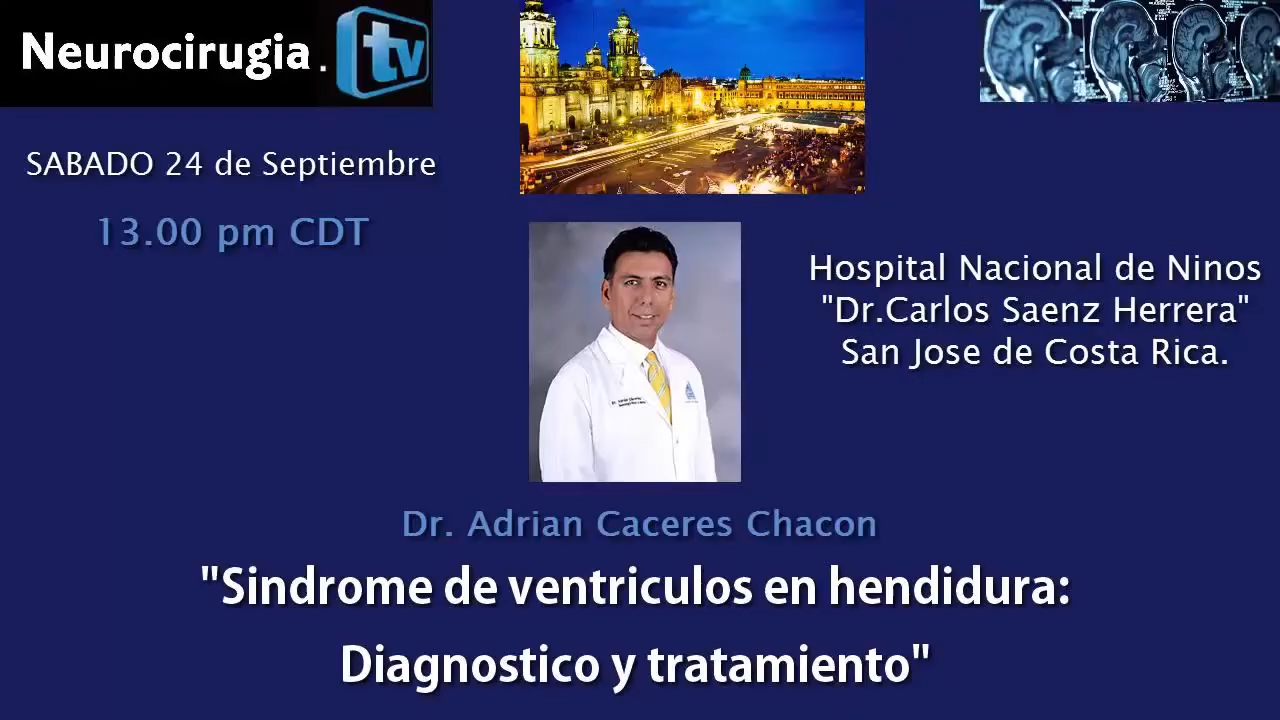 Neurocirugia.
tv
SABADO 24 de Septiembre
13.00 pm CDT
Hospital Nacional de Ninos
"Dr.Carlos Saenz Herrera"
San Jose de Costa Rica.
Dr. Adrian Caceres Chacon
"Sindrome de ventriculos en hendidura:
Diagnostico y tratamiento"